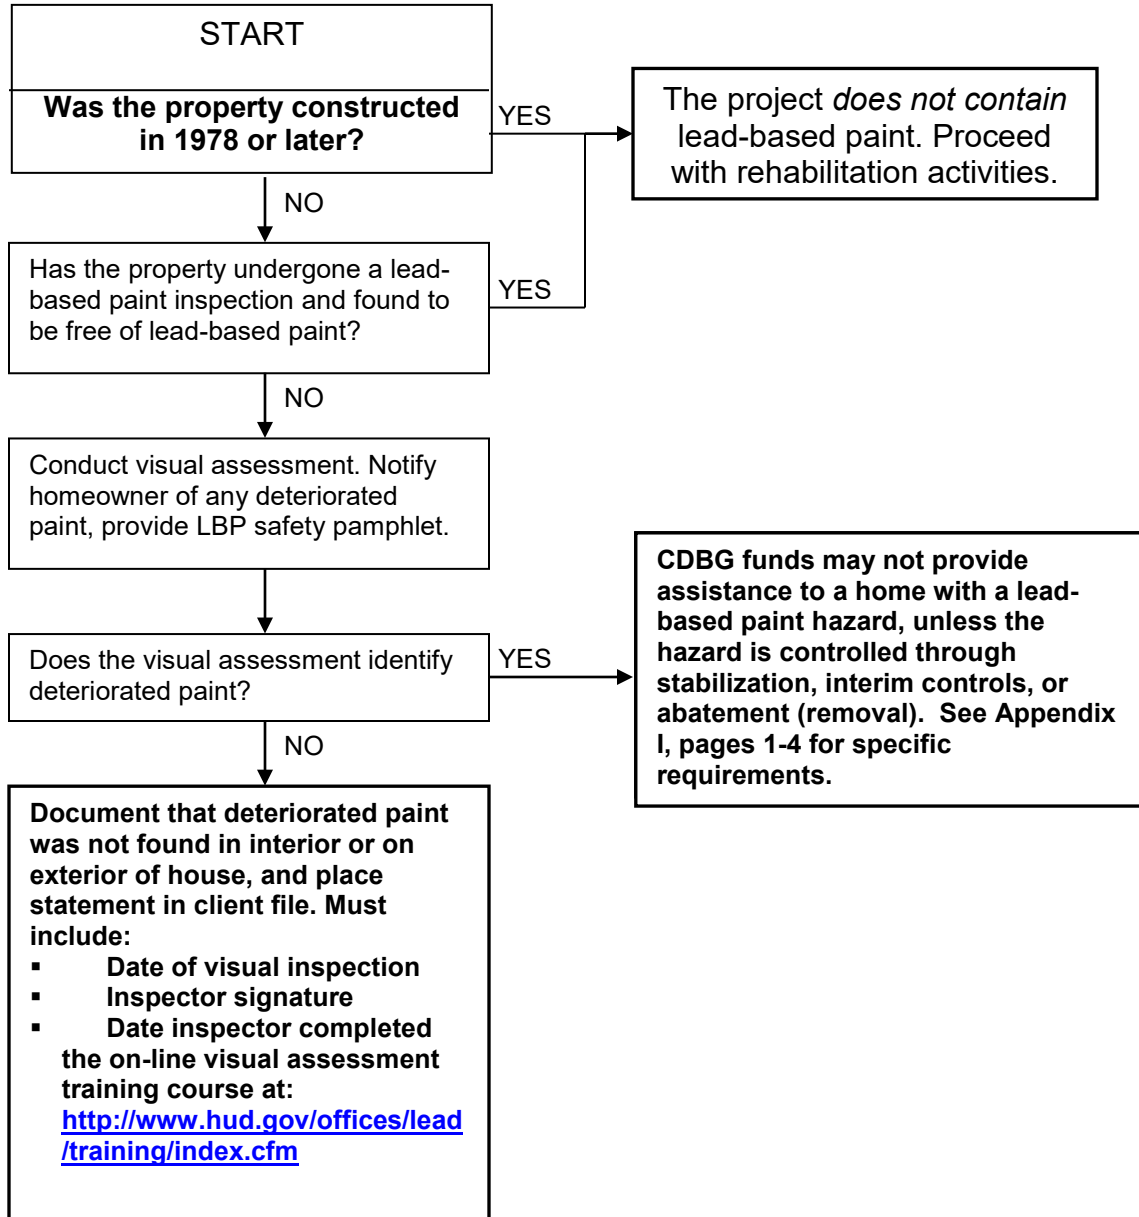 START
Was the property constructed
in 1978 or later?
YES
The project does not contain
lead-based paint. Proceed
with rehabilitation activities.
NO
Has the property undergone a lead-
based paint inspection and found to
be free of lead-based paint?
YES
NO
Conduct visual assessment. Notify
homeowner of any deteriorated
paint, provide LBP safety pamphlet.
Does the visual assessment identify
deteriorated paint?
YES
CDBG funds may not provide
assistance to a home with a lead-
based paint hazard, unless the
hazard is controlled through
stabilization, interim controls, or
abatement (removal).  See Appendix
I, pages 1-4 for specific
requirements.
NO
Document that deteriorated paint
was not found in interior or on
exterior of house, and place
statement in client file. Must
include:
▪ Date of visual inspection
▪ Inspector signature
▪ Date inspector completed
the on-line visual assessment
training course at:
http://www.hud.gov/offices/lead
/training/index.cfm